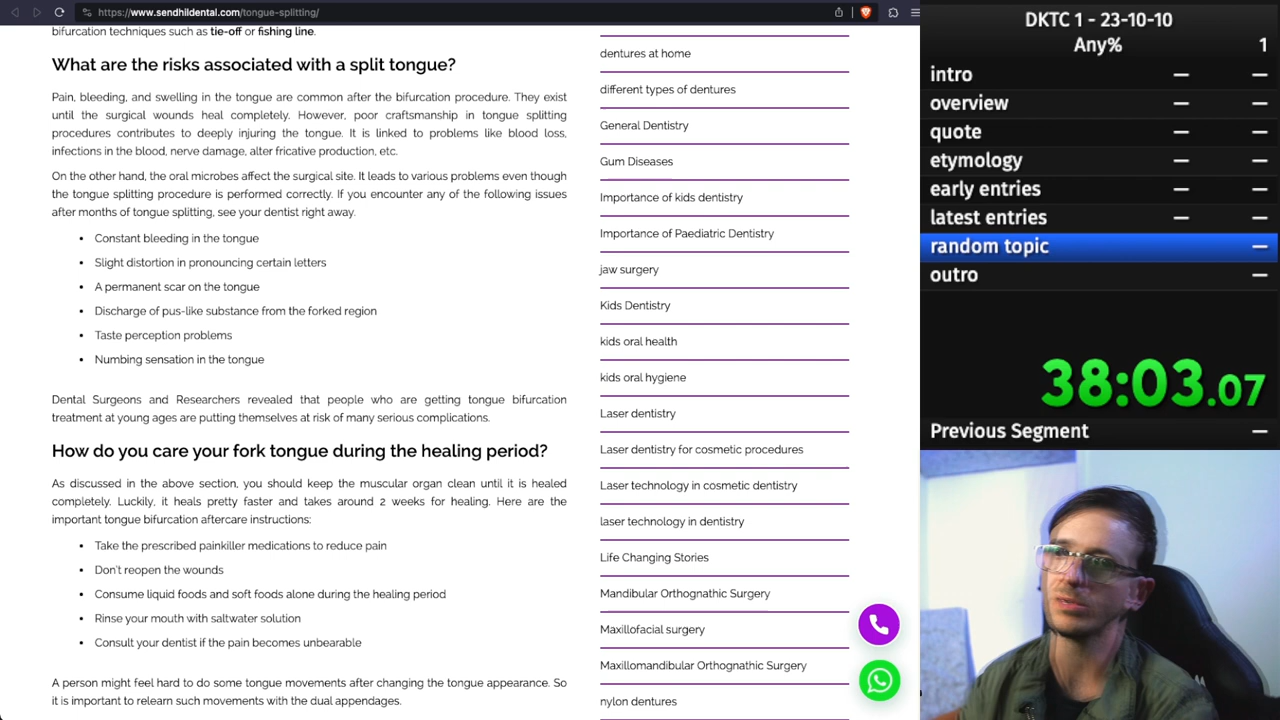 https://www.sendhildental.com/tongue-splitting/
bifurcation techniques such as tie-off or fishing line.
What are the risks associated with a split tongue?
Pain, bleeding, and swelling in the tongue are common after the bifurcation procedure. They exist
until the surgical wounds heal completely. However, poor craftsmanship in tongue splitting
procedures contributes to deeply injuring the tongue. It is linked to problems like blood loss,
infections in the blood, nerve damage, alter fricative production, etc.
On the other hand, the oral microbes affect the surgical site. It leads to various problems even though
the tongue splitting procedure is performed correctly. If you encounter any of the following issues
after months of tongue splitting, see your dentist right away.
• Constant bleeding in the tongue
• Slight distortion in pronouncing certain letters
• A permanent scar on the tongue
• Discharge of pus-like substance from the forked region
• Taste perception problems
• Numbing sensation in the tongue
Dental Surgeons and Researchers revealed that people who are getting tongue bifurcation
treatment at young ages are putting themselves at risk of many serious complications.
How do you care your fork tongue during the healing period?
As discussed in the above section, you should keep the muscular organ clean until it is healed
completely. Luckily, it heals pretty faster and takes around 2 weeks for healing. Here are the
important tongue bifurcation aftercare instructions:
• Take the prescribed painkiller medications to reduce pain
• Don't reopen the wounds
• Consume liquid foods and soft foods alone during the healing period
• Rinse your mouth with saltwater solution
• Consult your dentist if the pain becomes unbearable
A person might feel hard to do some tongue movements after changing the tongue appearance. So
it is important to relearn such movements with the dual appendages.
dentures at home
different types of dentures
General Dentistry
Gum Diseases
Importance of kids dentistry
Importance of Paediatric Dentistry
jaw surgery
Kids Dentistry
kids oral health
kids oral hygiene
Laser dentistry
Laser dentistry for cosmetic procedures
Laser technology in cosmetic dentistry
laser technology in dentistry
Life Changing Stories
Mandibular Orthognathic Surgery
Maxillofacial surgery
Maxillomandibular Orthognathic Surgery
nylon dentures
DKTC 1 - 23-10-10
Any% 1
intro — —
overview — —
quote — —
etymology — —
early entries — —
latest entries — —
random topic —
outro —
38:03.07
Previous Segment —